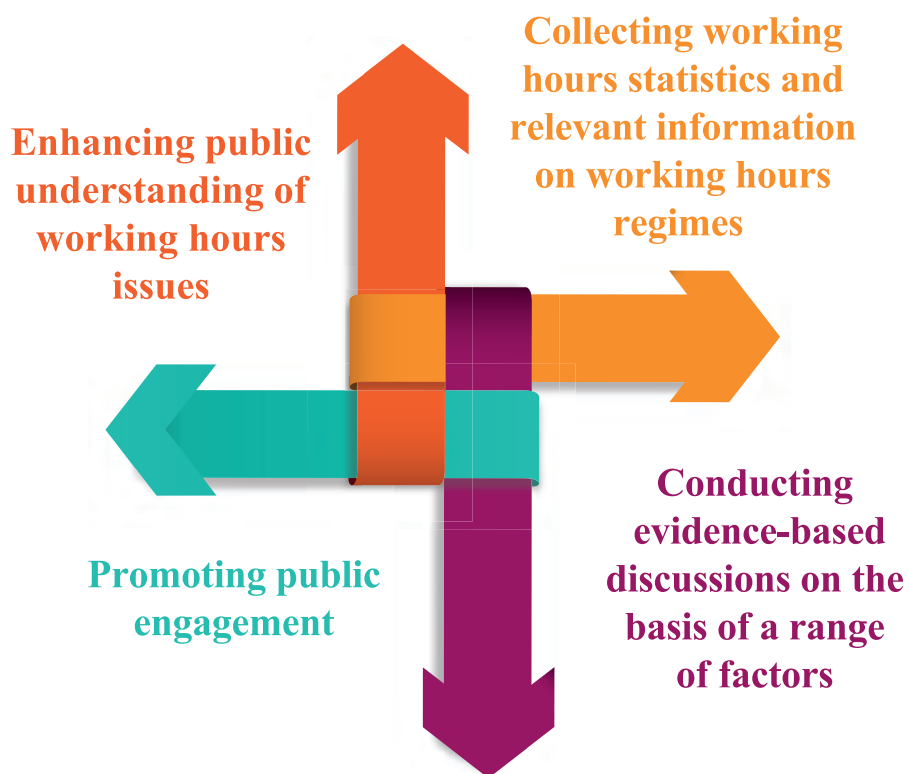 Enhancing public
understanding of
working hours
issues
Collecting working
hours statistics and
relevant information
on working hours
regimes
Promoting public
engagement
Conducting
evidence-based
discussions on the
basis of a range
of factors